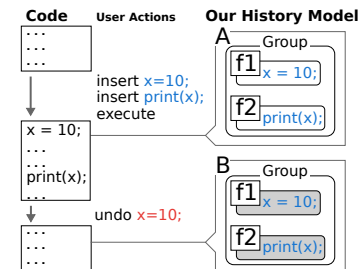 Code User Actions Our History Model
...
...
...
insert x=10;
insert print(x);
execute
A
Group
f1
x = 10;
f2
print(x);
x = 10;
...
...
print(x);
...
undo x=10;
...
...
...
B
Group
f1
x = 10;
f2
print(x);